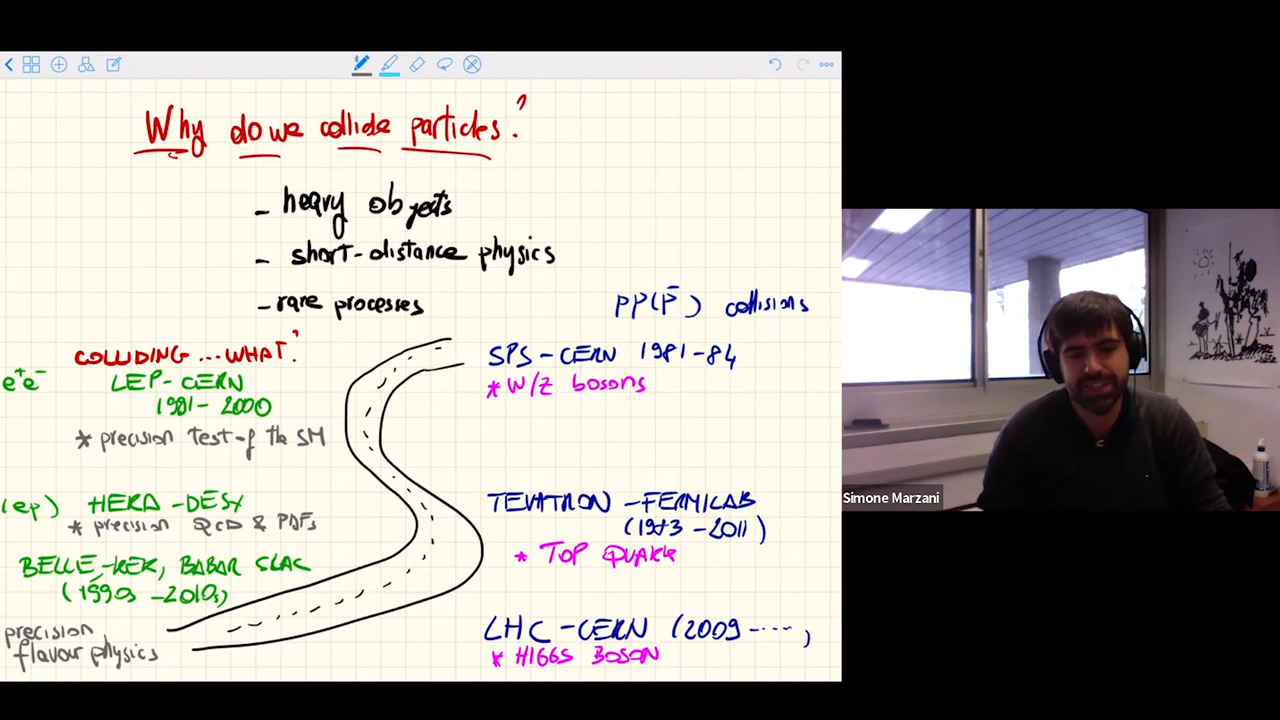 Why do we collide particles?
- heavy objects
- short-distance physics
- rare processes
pp(p̄) collisions
COLLIDING ... WHAT?
e⁺e⁻ LEP-CERN
1981-2000
* precision test of the SM
(ep) HERA-DESY
* precision QCD & PDFs
BELLE-KEK, BABAR SLAC
(1990s-2010s)
precision
flavour physics
SPS-CERN 1981-84
* W/Z bosons
TEVATRON-FERMILAB
(1983-2011)
* TOP QUARK
LHC-CERN (2009 ...,
* HIGGS BOSON
Simone Marzani